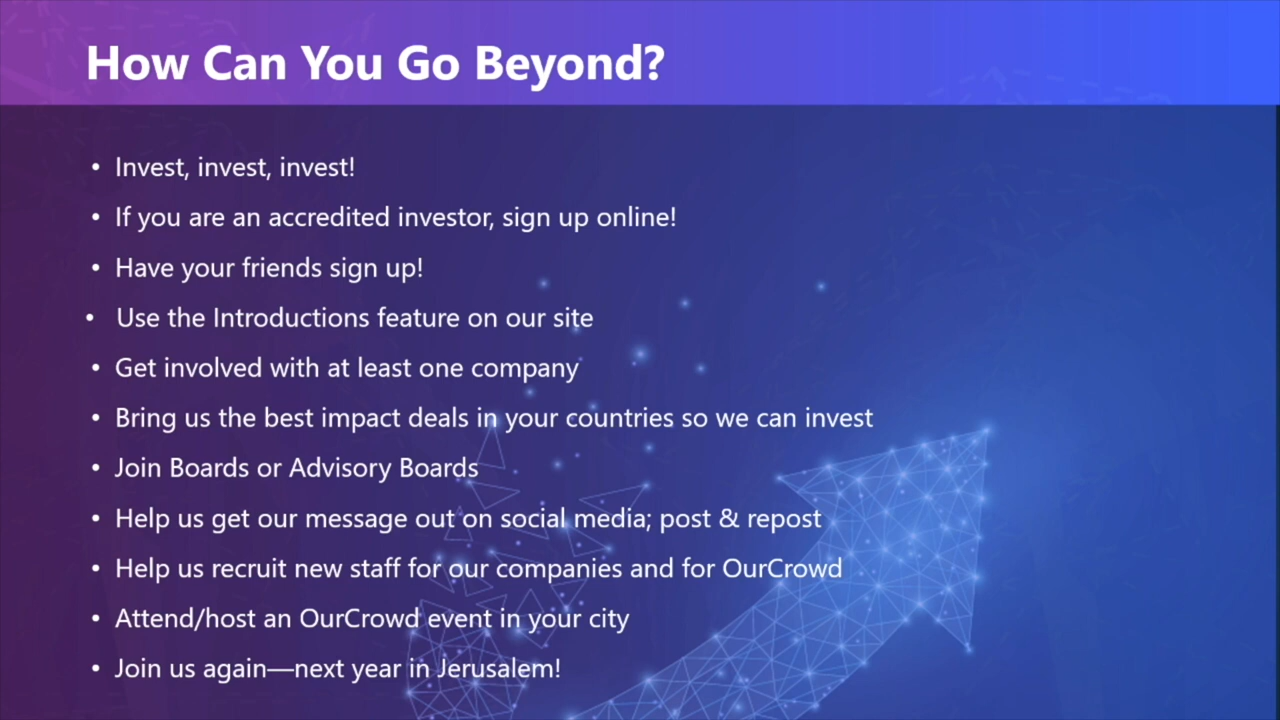 How Can You Go Beyond?
• Invest, invest, invest!
• If you are an accredited investor, sign up online!
• Have your friends sign up!
• Use the Introductions feature on our site
• Get involved with at least one company
• Bring us the best impact deals in your countries so we can invest
• Join Boards or Advisory Boards
• Help us get our message out on social media; post & repost
• Help us recruit new staff for our companies and for OurCrowd
• Attend/host an OurCrowd event in your city
• Join us again—next year in Jerusalem!